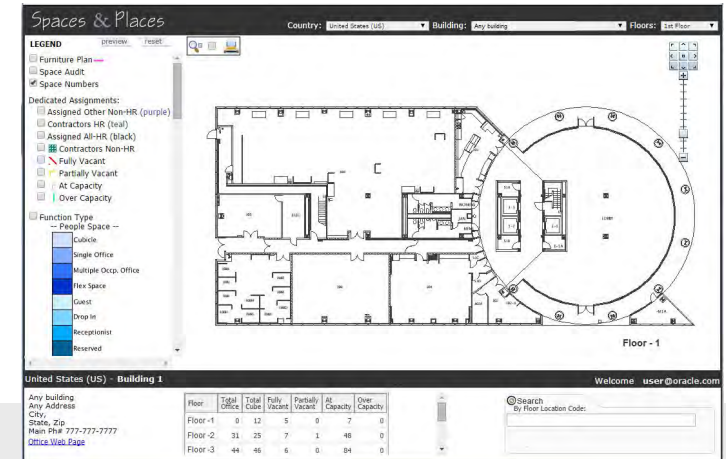 Spaces & Places
Country: United States (US) Building: Any building Floors: 1st Floor
LEGEND preview reset
Furniture Plan
Space Audit
Space Numbers
Dedicated Assignments:
Assigned Other Non-HR (purple)
Contractors HR (teal)
Assigned All-HR (black)
Contractors Non-HR
Fully Vacant
Partially Vacant
At Capacity
Over Capacity
Function Type
-- People Space --
Cubicle
Single Office
Multiple Occp. Office
Flex Space
Guest
Drop In
Receptionist
Reserved
LOBBY
Floor - 1
United States (US) - Building 1
Welcome user@oracle.com
Any building
Any Address
City,
State, Zip
Main Ph# 777-777-7777
Office Web Page
Floor Total Office Total Cube Fully Vacant Partially Vacant At Capacity Over Capacity
Floor -1 0 12 5 0 7 0
Floor -2 31 25 7 1 48 0
Floor -3 44 46 6 0 84 0
Search
By Floor Location Code: